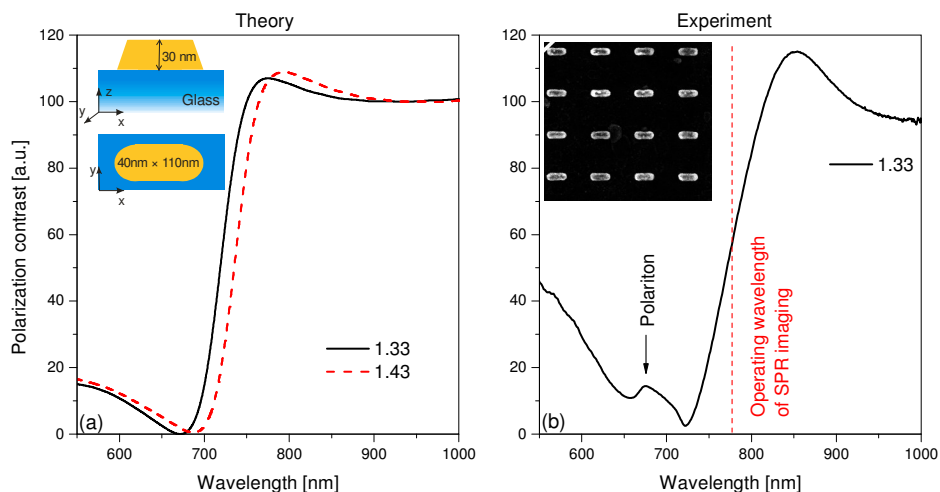 Theory
Polarization contrast [a.u.]
120
100
80
60
40
20
0
30 nm
Glass
z
y
x
40nm × 110nm
y
x
1.33
1.43
(a)
600
700
800
900
1000
Wavelength [nm]
Experiment
120
100
80
60
40
20
0
1.33
Polariton
Operating wavelength
of SPR imaging
(b)
600
700
800
900
1000
Wavelength [nm]